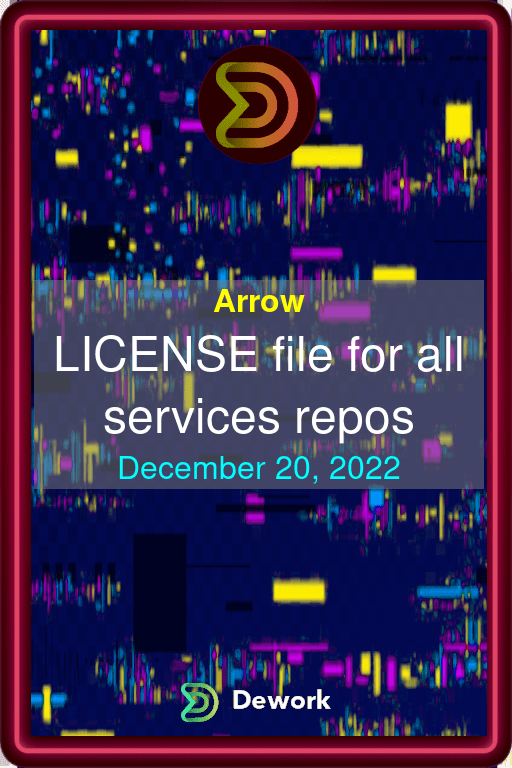 Arrow
LICENSE file for all
services repos
December 20, 2022
Dework